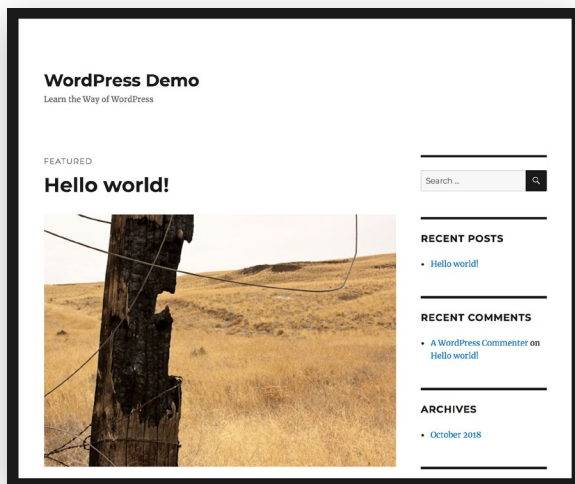 WordPress Demo
Learn the Way of WordPress
FEATURED
Hello world!
Search ...
RECENT POSTS
Hello world!
RECENT COMMENTS
A WordPress Commenter on
Hello world!
ARCHIVES
October 2018